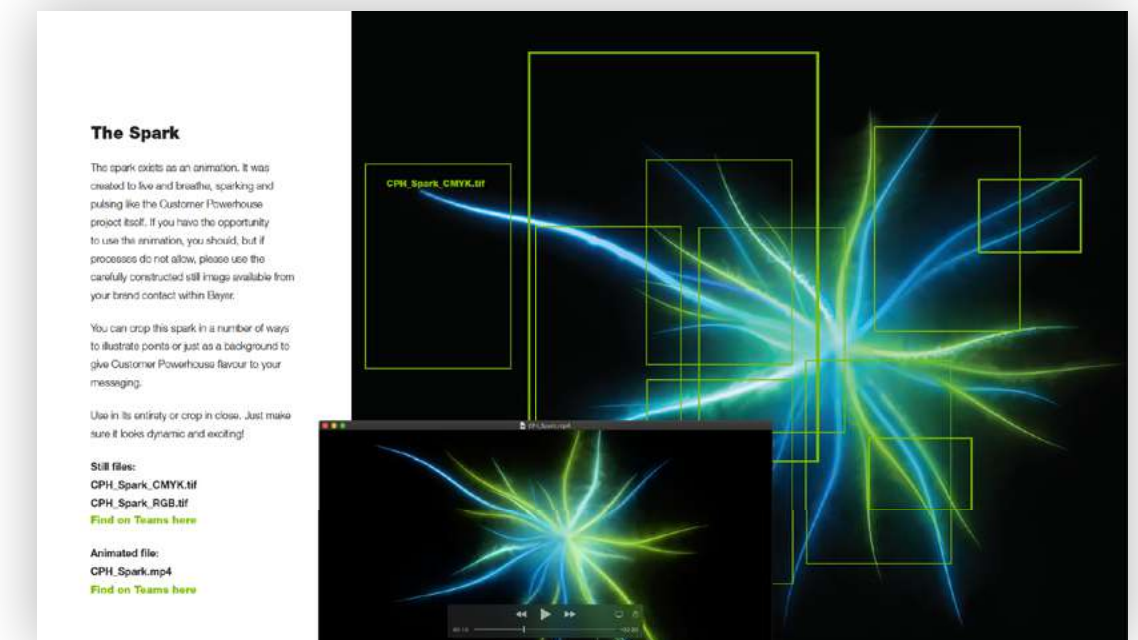 The Spark
The spark exists as an animation. It was
created to live and breathe, sparking and
pulsing like the Customer Powerhouse
project itself. If you have the opportunity
to use the animation, you should, but if
processes do not allow, please use the
carefully constructed still image available from
your brand contact within Bayer.
You can crop this spark in a number of ways
to illustrate points or just as a background to
give Customer Powerhouse flavour to your
messaging.
Use in its entirety or crop in close. Just make
sure it looks dynamic and exciting!
Still files:
CPH_Spark_CMYK.tif
CPH_Spark_RGB.tif
Find on Teams here
Animated file:
CPH_Spark.mp4
Find on Teams here
CPH_Spark_CMYK.tif
CPH_Spark.mp4